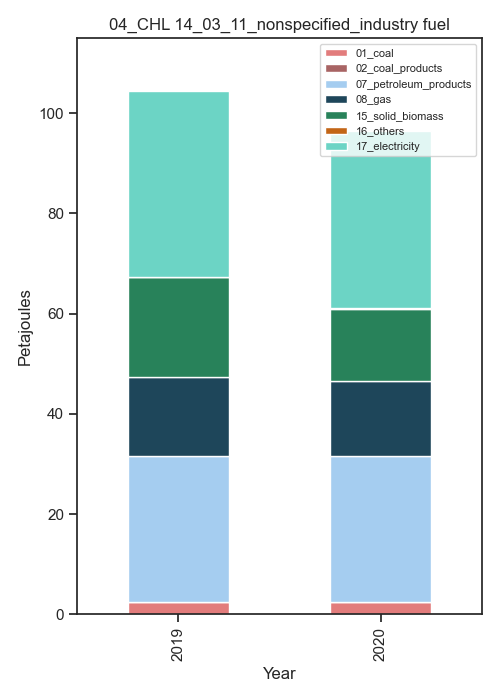 04_CHL 14_03_11_nonspecified_industry fuel
01_coal
02_coal_products
07_petroleum_products
08_gas
15_solid_biomass
16_others
17_electricity
100
80
60
40
20
0
Petajoules
2019
2020
Year